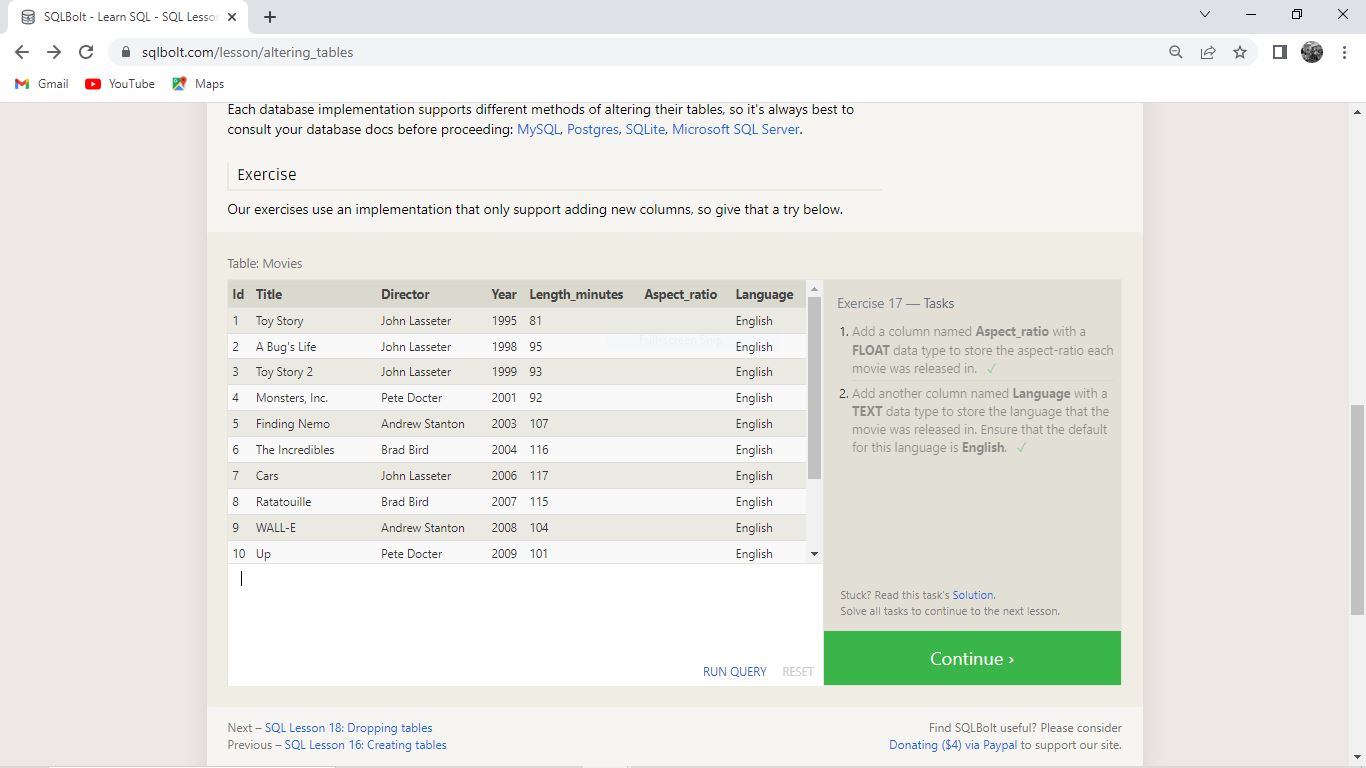 SQLBolt - Learn SQL - SQL Lesso
sqlbolt.com/lesson/altering_tables
Gmail YouTube Maps
Each database implementation supports different methods of altering their tables, so it's always best to
consult your database docs before proceeding: MySQL, Postgres, SQLite, Microsoft SQL Server.
Exercise
Our exercises use an implementation that only support adding new columns, so give that a try below.
Table: Movies
Id Title Director Year Length_minutes Aspect_ratio Language
1 Toy Story John Lasseter 1995 81 English
2 A Bug's Life John Lasseter 1998 95 English
Full-screen Snip
3 Toy Story 2 John Lasseter 1999 93 English
4 Monsters, Inc. Pete Docter 2001 92 English
5 Finding Nemo Andrew Stanton 2003 107 English
6 The Incredibles Brad Bird 2004 116 English
7 Cars John Lasseter 2006 117 English
8 Ratatouille Brad Bird 2007 115 English
9 WALL-E Andrew Stanton 2008 104 English
10 Up Pete Docter 2009 101 English
RUN QUERY RESET
Exercise 17 — Tasks
1. Add a column named Aspect_ratio with a
FLOAT data type to store the aspect-ratio each
movie was released in. ✓
2. Add another column named Language with a
TEXT data type to store the language that the
movie was released in. Ensure that the default
for this language is English. ✓
Stuck? Read this task's Solution.
Solve all tasks to continue to the next lesson.
Continue ›
Next – SQL Lesson 18: Dropping tables
Previous – SQL Lesson 16: Creating tables
Find SQLBolt useful? Please consider
Donating ($4) via Paypal to support our site.